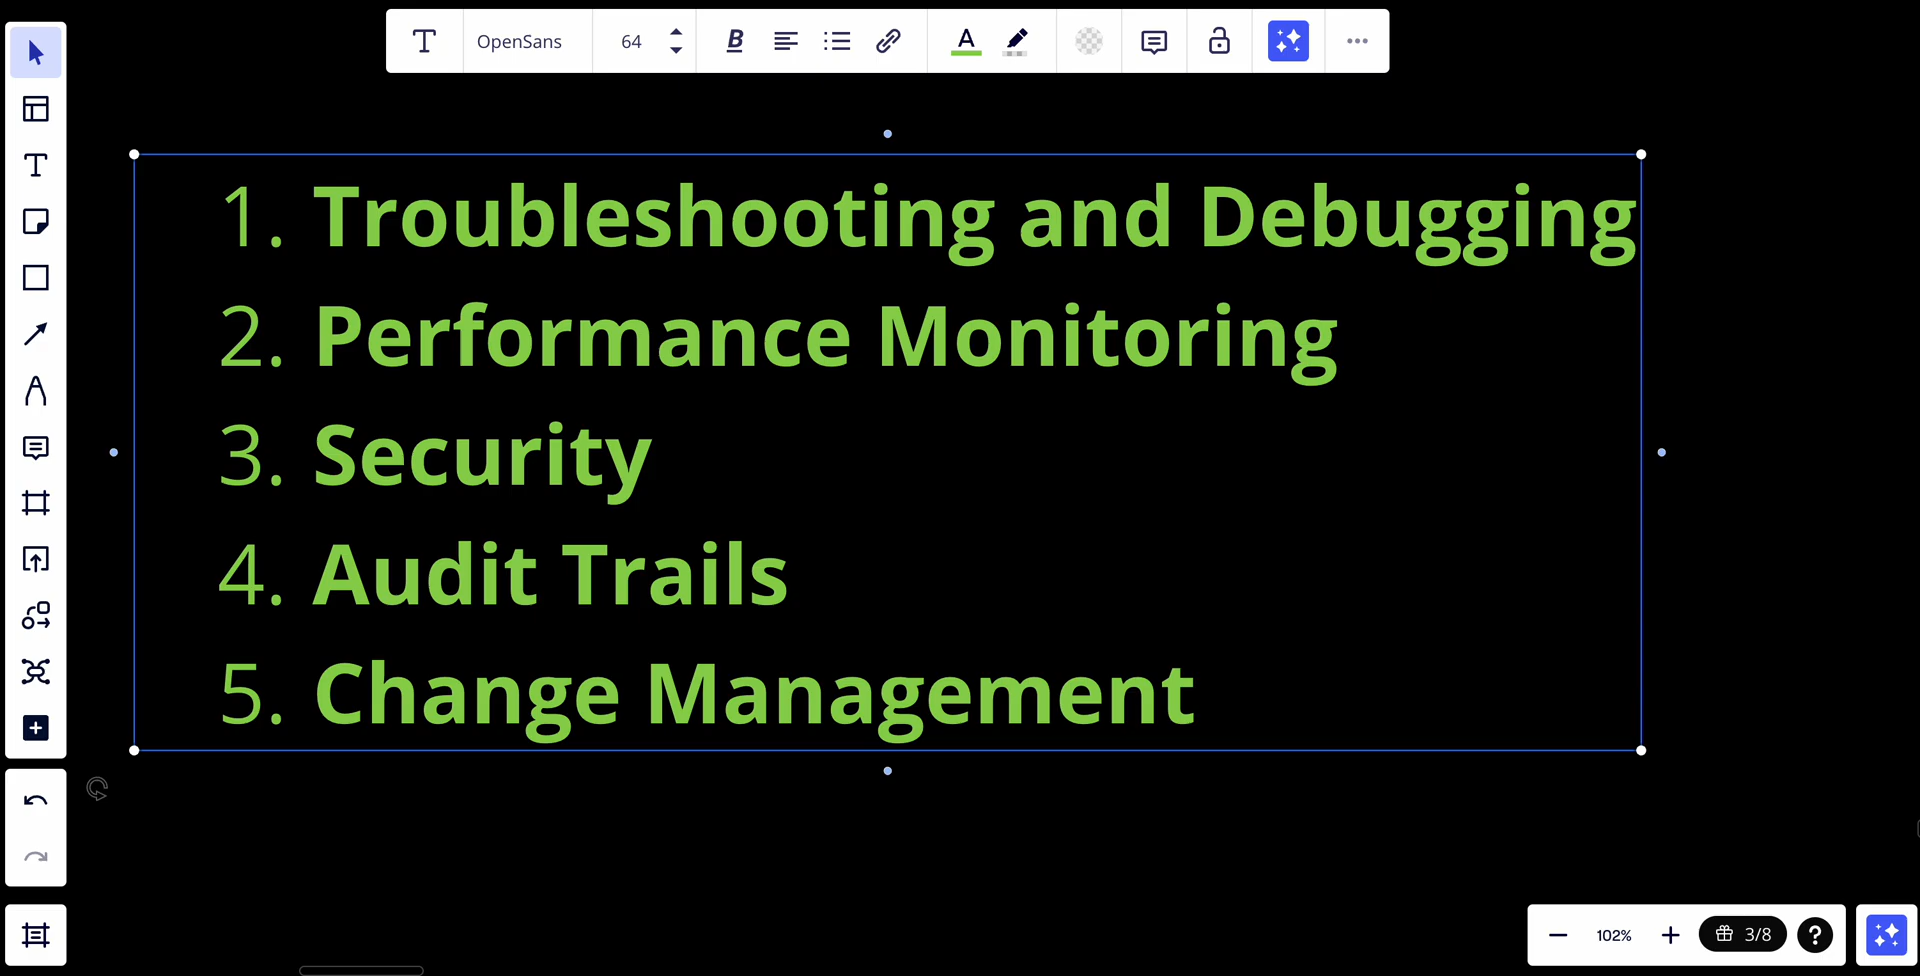 OpenSans 64 B A
1. Troubleshooting and Debugging
2. Performance Monitoring
3. Security
4. Audit Trails
5. Change Management
102% 3/8 ?